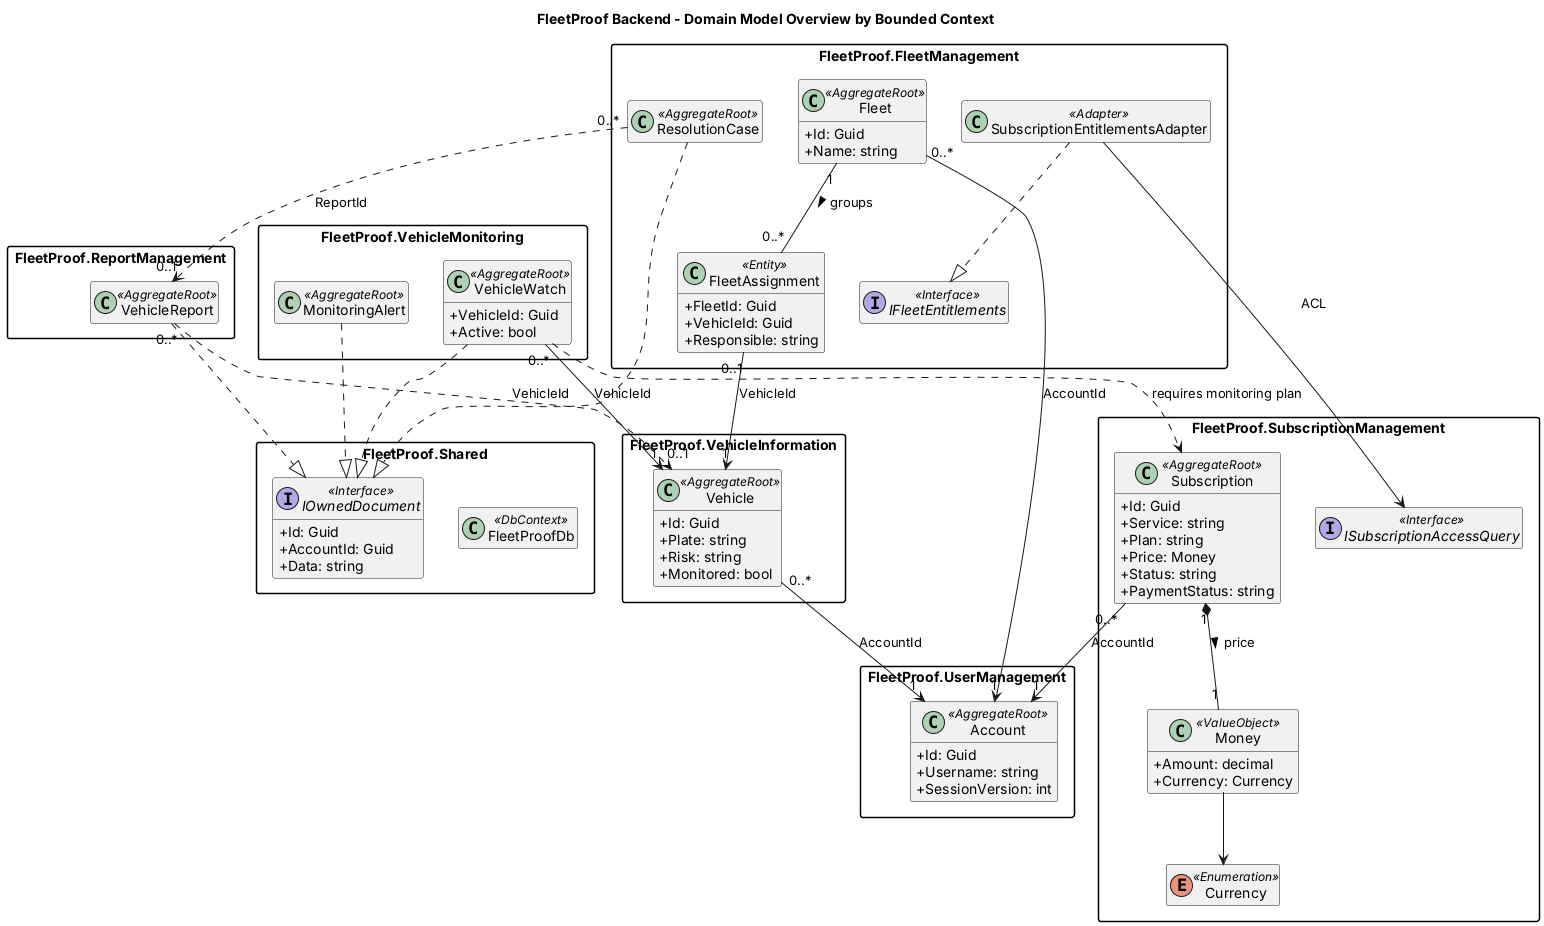 FleetProof Backend - Domain Model Overview by Bounded Context
FleetProof.FleetManagement
«AggregateRoot»
ResolutionCase
«AggregateRoot»
Fleet
+Id: Guid
+Name: string
«Adapter»
SubscriptionEntitlementsAdapter
0..*
0..*
1
groups
0..*
ReportId
FleetProof.ReportManagement
0..1
«AggregateRoot»
VehicleReport
0..*
FleetProof.VehicleMonitoring
«AggregateRoot»
MonitoringAlert
«AggregateRoot»
VehicleWatch
+VehicleId: Guid
+Active: bool
0..*
«Entity»
FleetAssignment
+FleetId: Guid
+VehicleId: Guid
+Responsible: string
0..1
«Interface»
IFleetEntitlements
ACL
VehicleId
VehicleId
VehicleId
AccountId
requires monitoring plan
FleetProof.Shared
«Interface»
IOwnedDocument
+Id: Guid
+AccountId: Guid
+Data: string
«DbContext»
FleetProofDb
FleetProof.VehicleInformation
1
0..1
1
«AggregateRoot»
Vehicle
+Id: Guid
+Plate: string
+Risk: string
+Monitored: bool
0..*
FleetProof.SubscriptionManagement
«AggregateRoot»
Subscription
+Id: Guid
+Service: string
+Plan: string
+Price: Money
+Status: string
+PaymentStatus: string
«Interface»
ISubscriptionAccessQuery
0..*
1
AccountId
AccountId
price
FleetProof.UserManagement
1
1
1
1
«AggregateRoot»
Account
+Id: Guid
+Username: string
+SessionVersion: int
«ValueObject»
Money
+Amount: decimal
+Currency: Currency
«Enumeration»
Currency